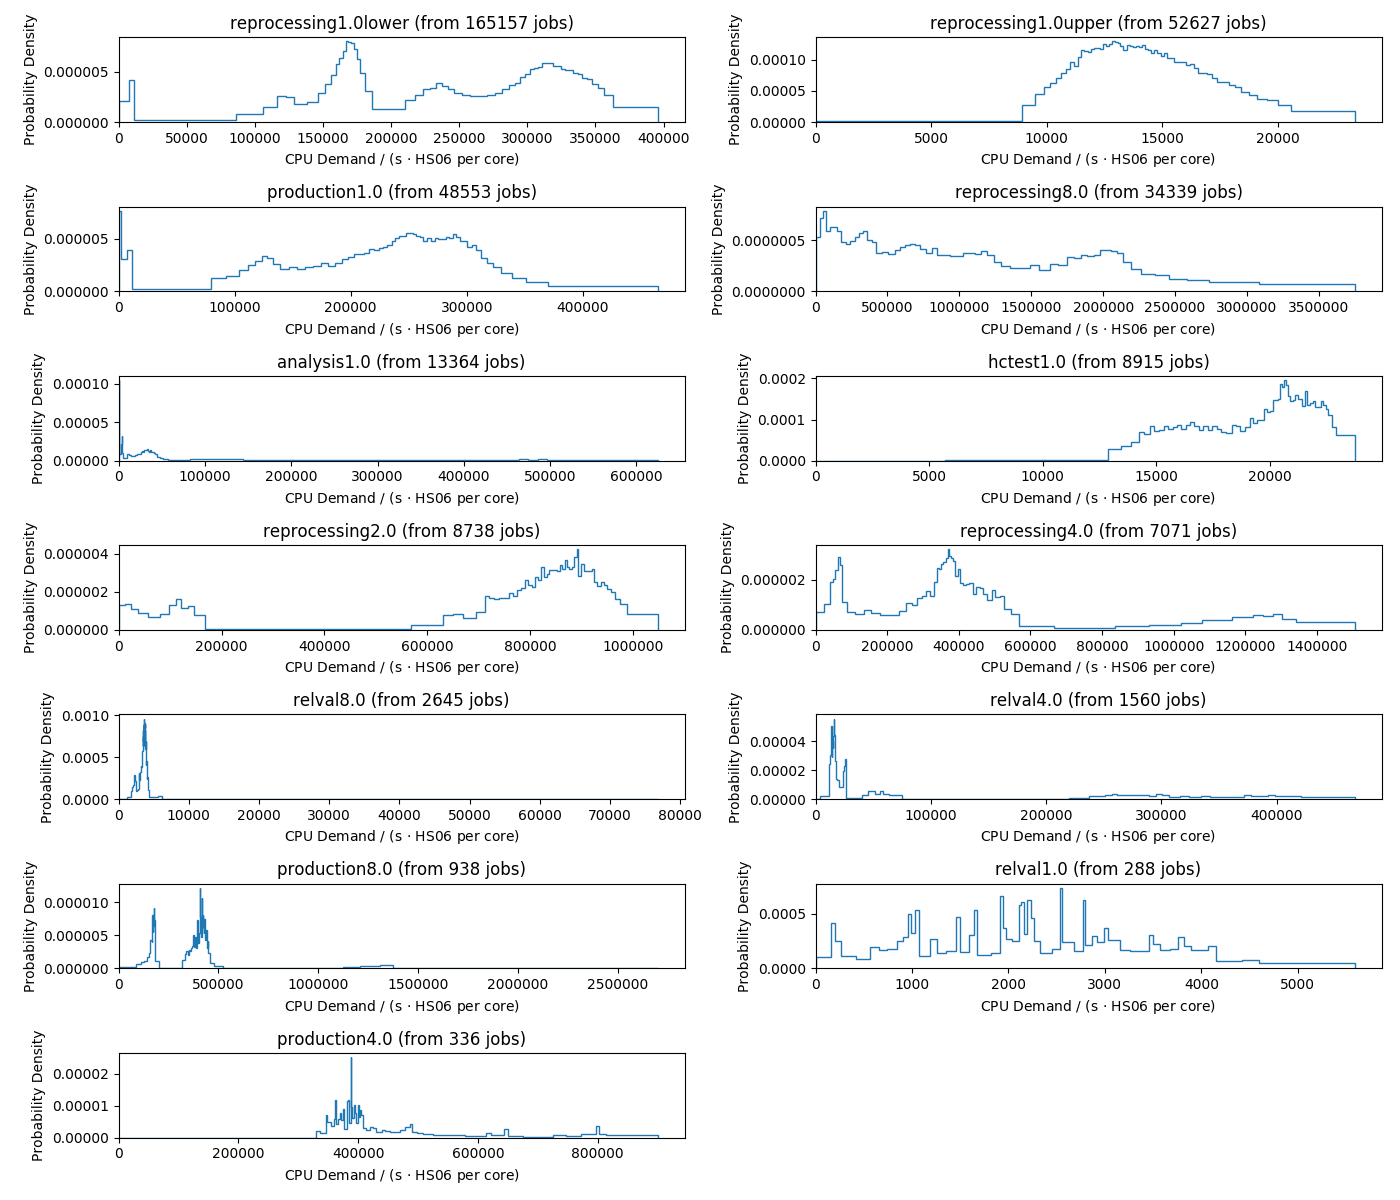 reprocessing1.0lower (from 165157 jobs)
Probability Density
0.000005
0.000000
0 50000 100000 150000 200000 250000 300000 350000 400000
CPU Demand / (s · HS06 per core)
reprocessing1.0upper (from 52627 jobs)
Probability Density
0.00010
0.00005
0.00000
0 5000 10000 15000 20000
CPU Demand / (s · HS06 per core)
production1.0 (from 48553 jobs)
Probability Density
0.000005
0.000000
0 100000 200000 300000 400000
CPU Demand / (s · HS06 per core)
reprocessing8.0 (from 34339 jobs)
Probability Density
0.0000005
0.0000000
0 500000 1000000 1500000 2000000 2500000 3000000 3500000
CPU Demand / (s · HS06 per core)
analysis1.0 (from 13364 jobs)
Probability Density
0.00010
0.00005
0.00000
0 100000 200000 300000 400000 500000 600000
CPU Demand / (s · HS06 per core)
hctest1.0 (from 8915 jobs)
Probability Density
0.0002
0.0001
0.0000
0 5000 10000 15000 20000
CPU Demand / (s · HS06 per core)
reprocessing2.0 (from 8738 jobs)
Probability Density
0.000004
0.000002
0.000000
0 200000 400000 600000 800000 1000000
CPU Demand / (s · HS06 per core)
reprocessing4.0 (from 7071 jobs)
Probability Density
0.000002
0.000000
0 200000 400000 600000 800000 1000000 1200000 1400000
CPU Demand / (s · HS06 per core)
relval8.0 (from 2645 jobs)
Probability Density
0.0010
0.0005
0.0000
0 10000 20000 30000 40000 50000 60000 70000 80000
CPU Demand / (s · HS06 per core)
relval4.0 (from 1560 jobs)
Probability Density
0.00004
0.00002
0.00000
0 100000 200000 300000 400000
CPU Demand / (s · HS06 per core)
production8.0 (from 938 jobs)
Probability Density
0.000010
0.000005
0.000000
0 500000 1000000 1500000 2000000 2500000
CPU Demand / (s · HS06 per core)
relval1.0 (from 288 jobs)
Probability Density
0.0005
0.0000
0 1000 2000 3000 4000 5000
CPU Demand / (s · HS06 per core)
production4.0 (from 336 jobs)
Probability Density
0.00002
0.00001
0.00000
0 200000 400000 600000 800000
CPU Demand / (s · HS06 per core)